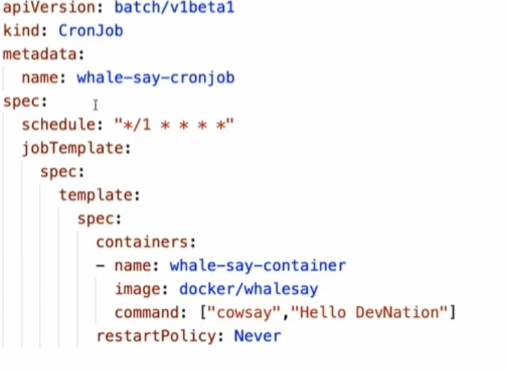 apiVersion: batch/v1beta1
kind: CronJob
metadata:
  name: whale-say-cronjob
spec:
  schedule: "*/1 * * * *"
  jobTemplate:
    spec:
      template:
        spec:
          containers:
          - name: whale-say-container
            image: docker/whalesay
            command: ["cowsay","Hello DevNation"]
          restartPolicy: Never